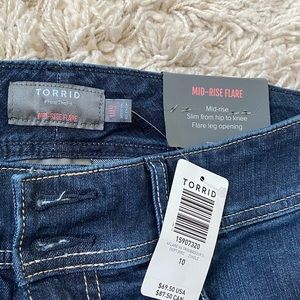 TORRID
MID-RISE FLARE
MID-RISE FLARE
Mid-rise
Slim from hip to knee
Flare leg opening
TORRID
15907320
10
$69.50 USA
$87.50 CAN